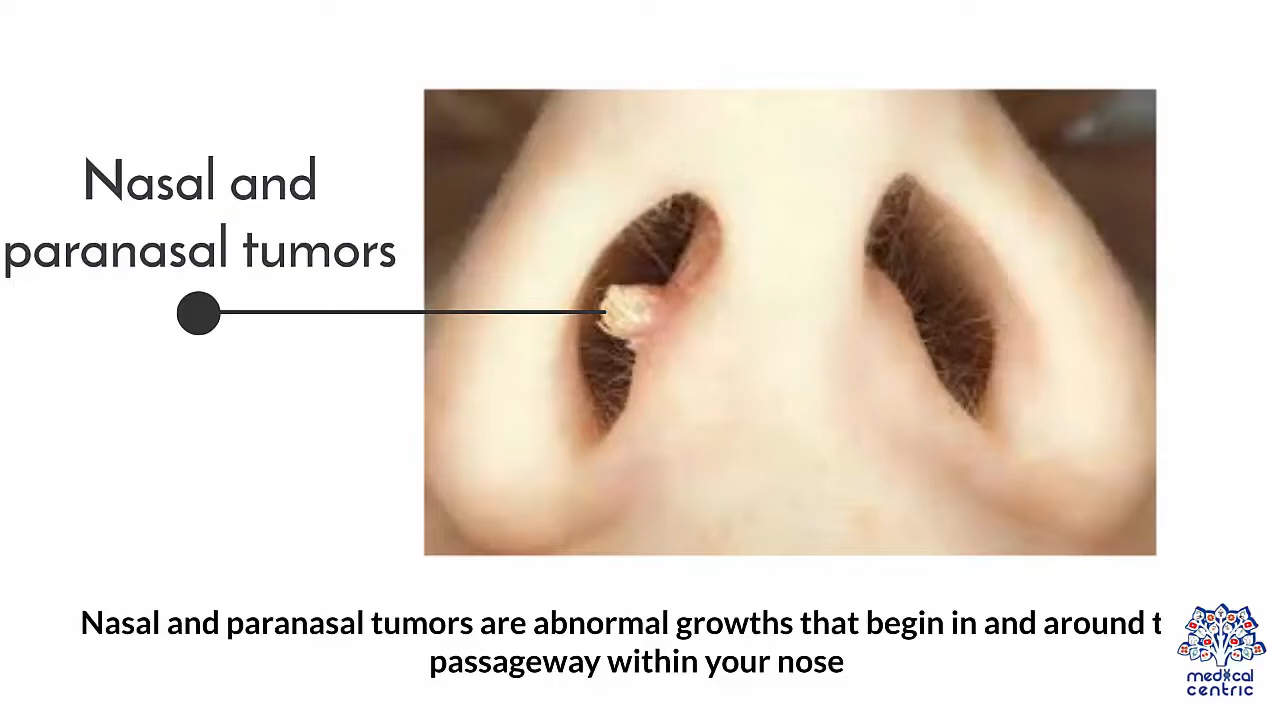 Nasal and
paranasal tumors
Nasal and paranasal tumors are abnormal growths that begin in and around t
passageway within your nose
medical
centric